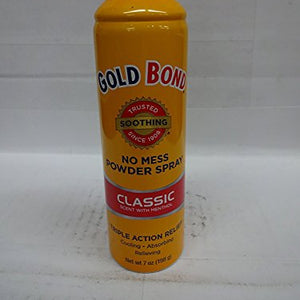 GOLD BOND
TRUSTED
SOOTHING
SINCE 1908
NO MESS
POWDER SPRAY
CLASSIC
SCENT WITH MENTHOL
TRIPLE ACTION RELIEF
Cooling • Absorbing
Relieving
Net wt 7 oz (198 g)